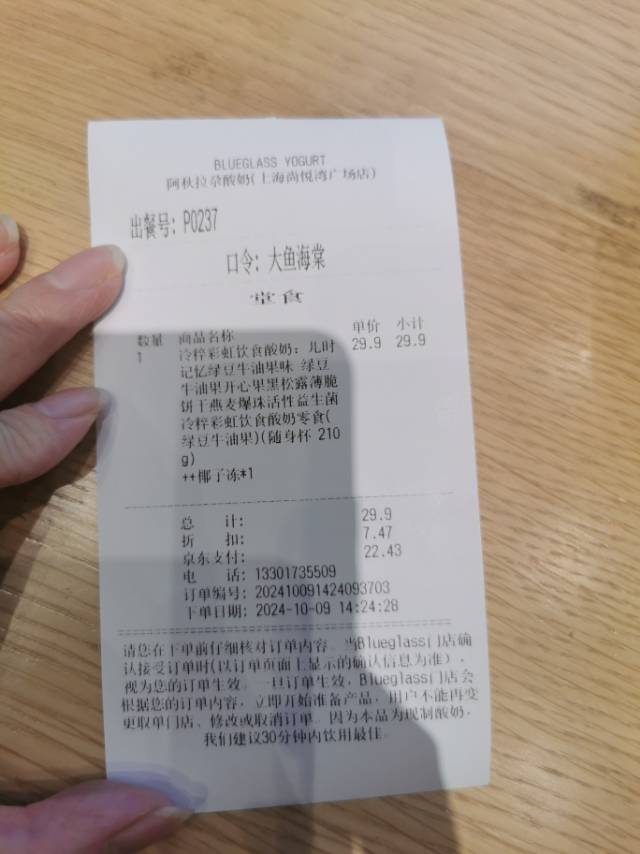 BLUEGLASS YOGURT
阿秋拉尕酸奶(上海尚悦湾广场店)
出餐号: P0237
口令: 大鱼海棠
堂食
数量 商品名称 单价 小计
1 冷粹彩虹饮食酸奶: 儿时 29.9 29.9
记忆绿豆牛油果味 绿豆
牛油果开心果黑松露薄脆
饼干燕麦爆珠活性益生菌
冷粹彩虹饮食酸奶零食(
绿豆牛油果)(随身杯 210
g)
++椰子冻*1
总 计: 29.9
折 扣: 7.47
京东支付: 22.43
电 话: 13301735509
订单编号: 202410091424093703
下单日期: 2024-10-09 14:24:28
请您在下单前仔细核对订单内容。当Blueglass门店确
认接受订单时(以订单页面上显示的确认信息为准),
视为您的订单生效。一旦订单生效, Blueglass门店会
根据您的订单内容, 立即开始准备产品, 用户不能再变
更取单门店、修改或取消订单。因为本品为现制酸奶,
我们建议30分钟内饮用最佳。